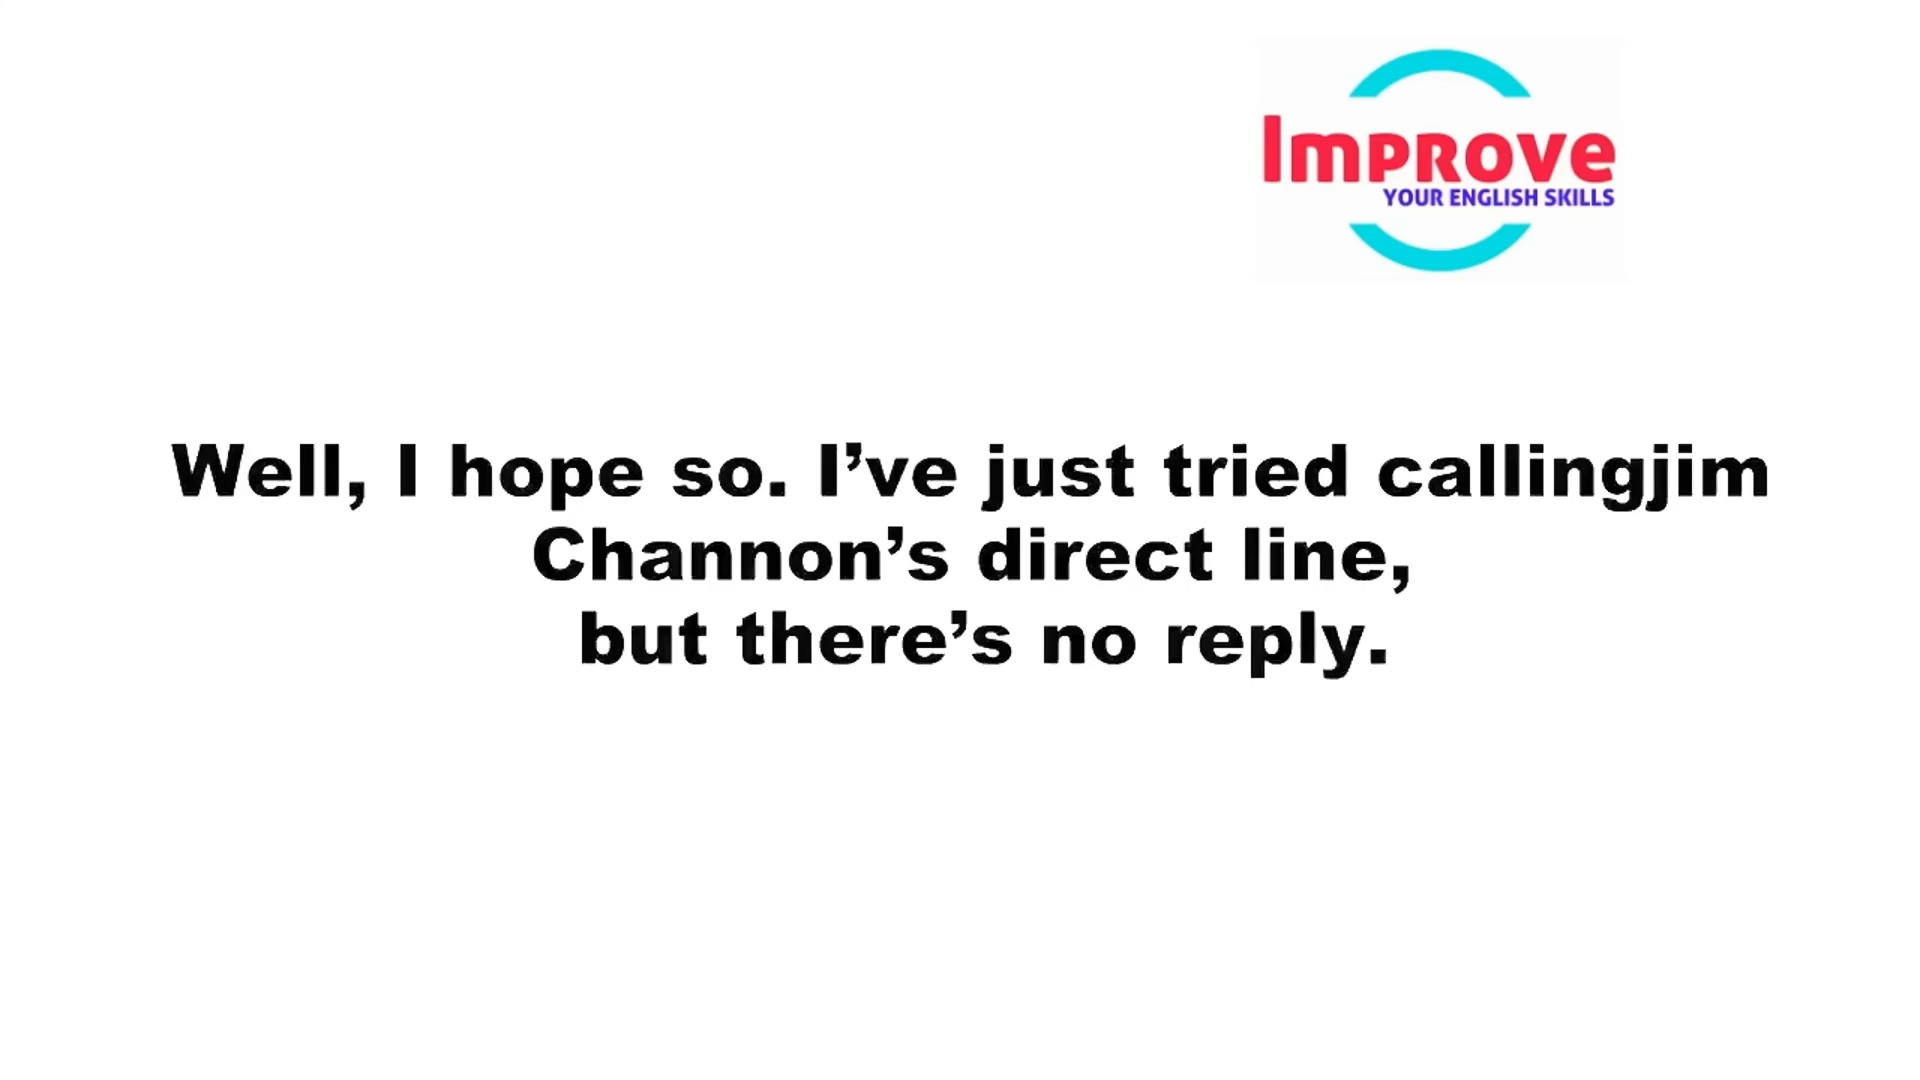 Improve
YOUR ENGLISH SKILLS
Well, I hope so. I’ve just tried callingjim
Channon’s direct line,
but there’s no reply.